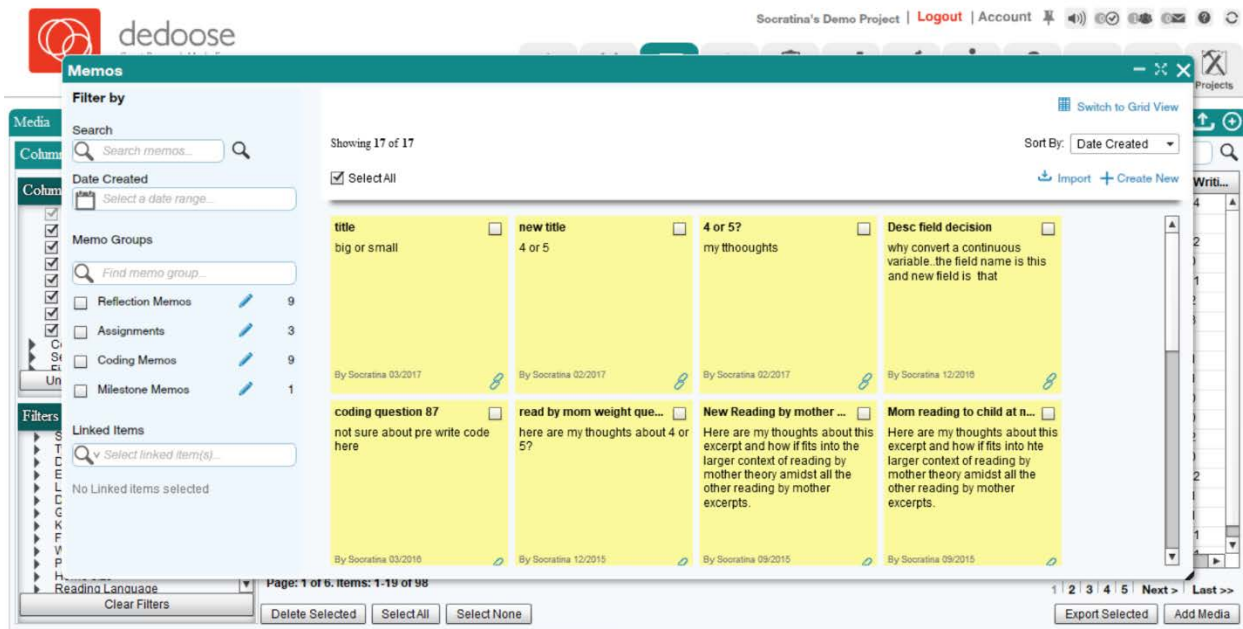 Socratina's Demo Project | Logout | Account
dedoose
Projects
Memos
Filter by
Switch to Grid View
Media
Search
Search memos...
Showing 17 of 17
Sort By: Date Created
Date Created
Select All
Import Create New
Select a date range...
Writi...
Memo Groups
Find memo group...
Reflection Memos 9
Assignments 3
Coding Memos 9
Milestone Memos 1
Linked Items
Select linked item(s)...
No Linked items selected
title
big or small
By Socratina 03/2017
new title
4 or 5
By Socratina 02/2017
4 or 5?
my tthooughts
By Socratina 02/2017
Desc field decision
why convert a continuous
variable..the field name is this
and new field is that
By Socratina 12/2016
coding question 87
not sure about pre write code
here
By Socratina 03/2016
read by mom weight que...
here are my thoughts about 4 or
5?
By Socratina 12/2015
New Reading by mother ...
Here are my thoughts about this
excerpt and how if fits into the
larger context of reading by
mother theory amidst all the
other reading by mother
excerpts.
By Socratina 09/2015
Mom reading to child at n...
Here are my thoughts about this
excerpt and how if fits into hte
larger context of reading by
mother theory amidst all the
other reading by mother
excerpts.
By Socratina 09/2015
Filters
Reading Language
Clear Filters
Page: 1 of 6. Items: 1-19 of 98
1 2 3 4 5 Next > Last >>
Delete Selected Select All Select None
Export Selected Add Media